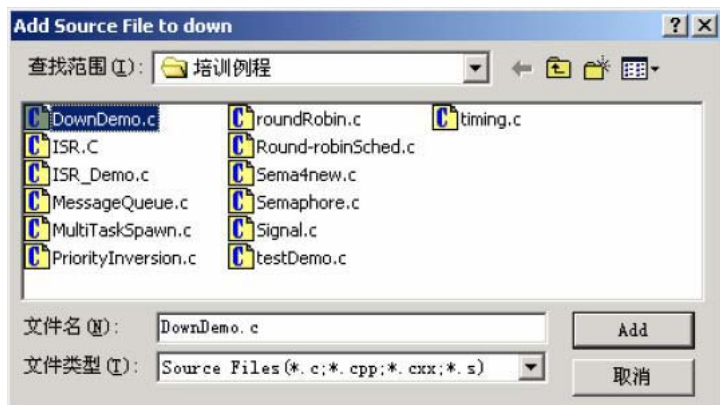 Add Source File to down
查找范围(I): 培训例程
DownDemo.c
ISR.C
ISR_Demo.c
MessageQueue.c
MultiTaskSpawn.c
PriorityInversion.c
roundRobin.c
Round-robinSched.c
Sema4new.c
Semaphore.c
Signal.c
testDemo.c
timing.c
文件名(N): DownDemo.c
Add
文件类型(T): Source Files(*.c;*.cpp;*.cxx;*.s)
取消